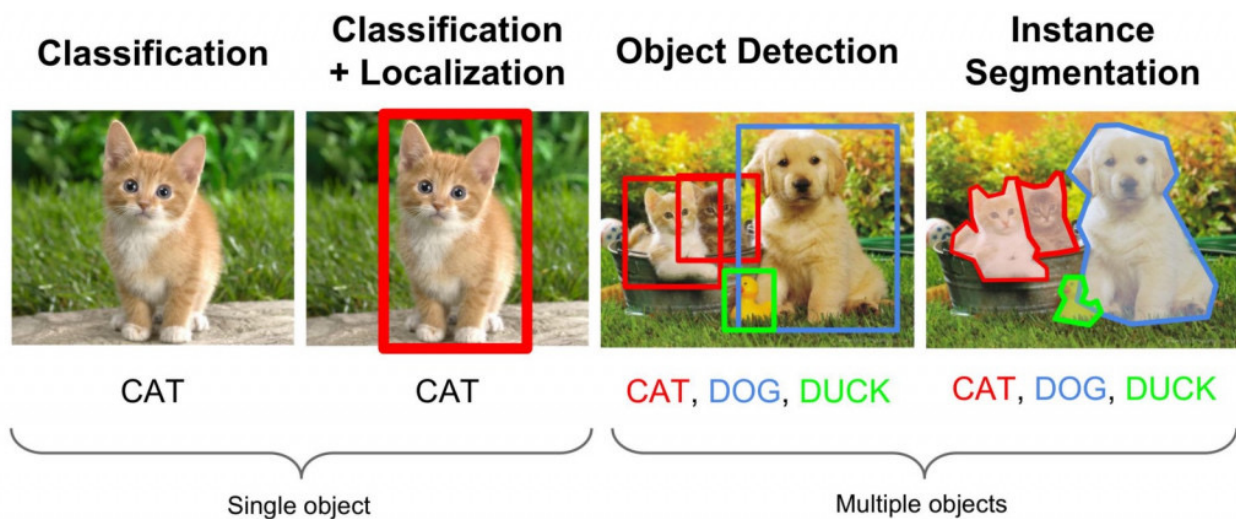 Classification
Classification
+ Localization
Object Detection
Instance
Segmentation
CAT
CAT
CAT, DOG, DUCK
CAT, DOG, DUCK
Single object
Multiple objects